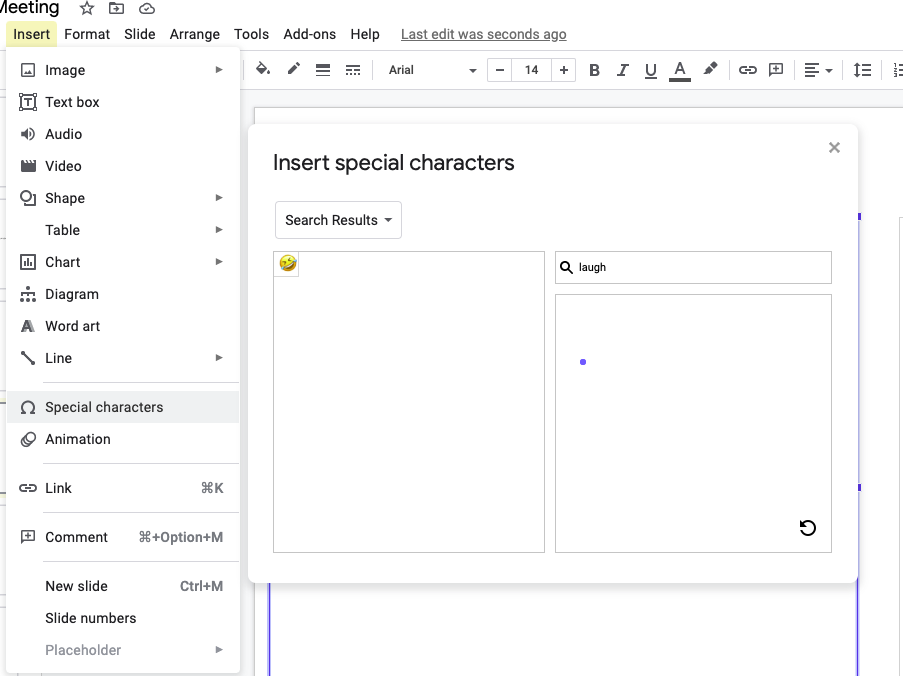 Meeting
Insert Format Slide Arrange Tools Add-ons Help Last edit was seconds ago
Arial 14 B I U A
Image
Text box
Audio
Video
Shape
Table
Chart
Diagram
Word art
Line
Special characters
Animation
Link ⌘K
Comment ⌘+Option+M
New slide Ctrl+M
Slide numbers
Placeholder
Insert special characters
Search Results
laugh